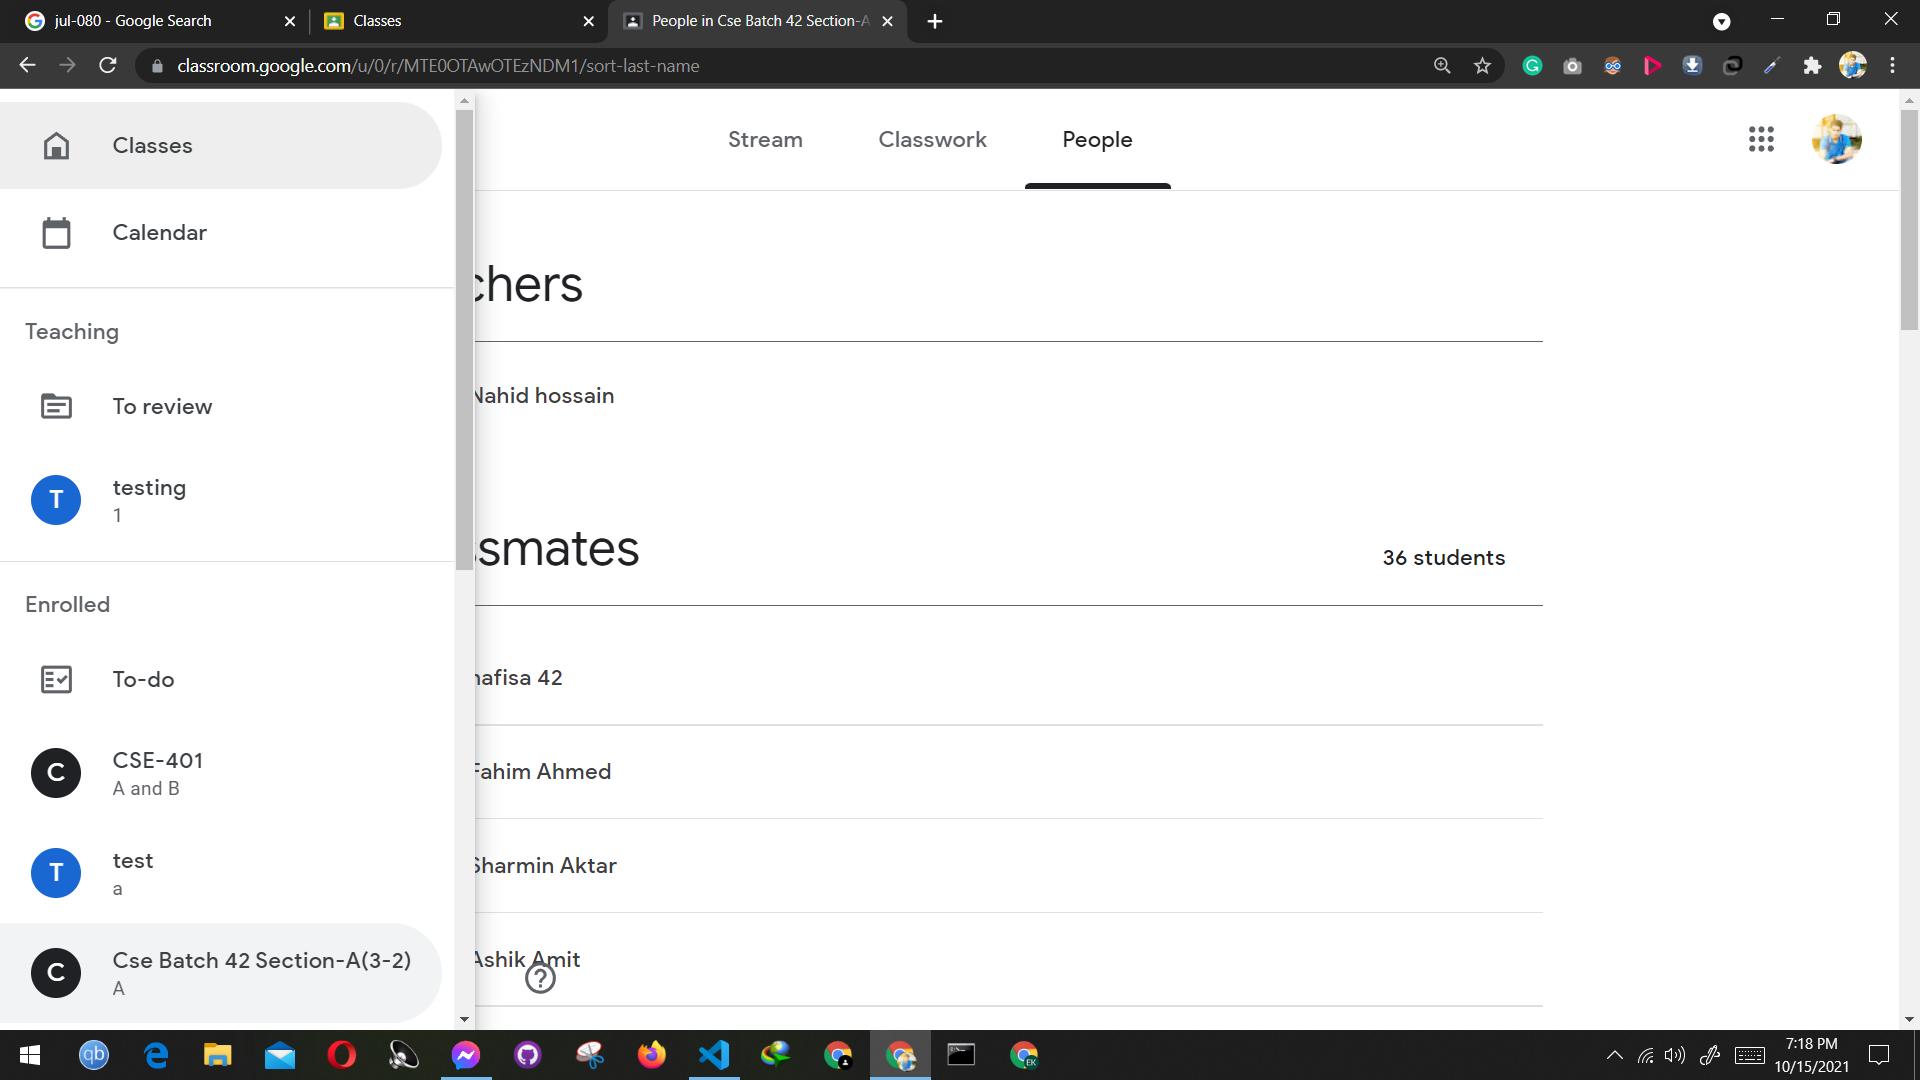 jul-080 - Google Search
Classes
People in Cse Batch 42 Section-A
classroom.google.com/u/0/r/MTE0OTAwOTEzNDM1/sort-last-name
Classes
Calendar
Teaching
To review
T
testing
1
Enrolled
To-do
C
CSE-401
A and B
T
test
a
C
Cse Batch 42 Section-A(3-2)
A
Stream
Classwork
People
chers
Nahid hossain
ssmates
36 students
nafisa 42
Fahim Ahmed
Sharmin Aktar
Ashik Amit
qb
EK
7:18 PM
10/15/2021